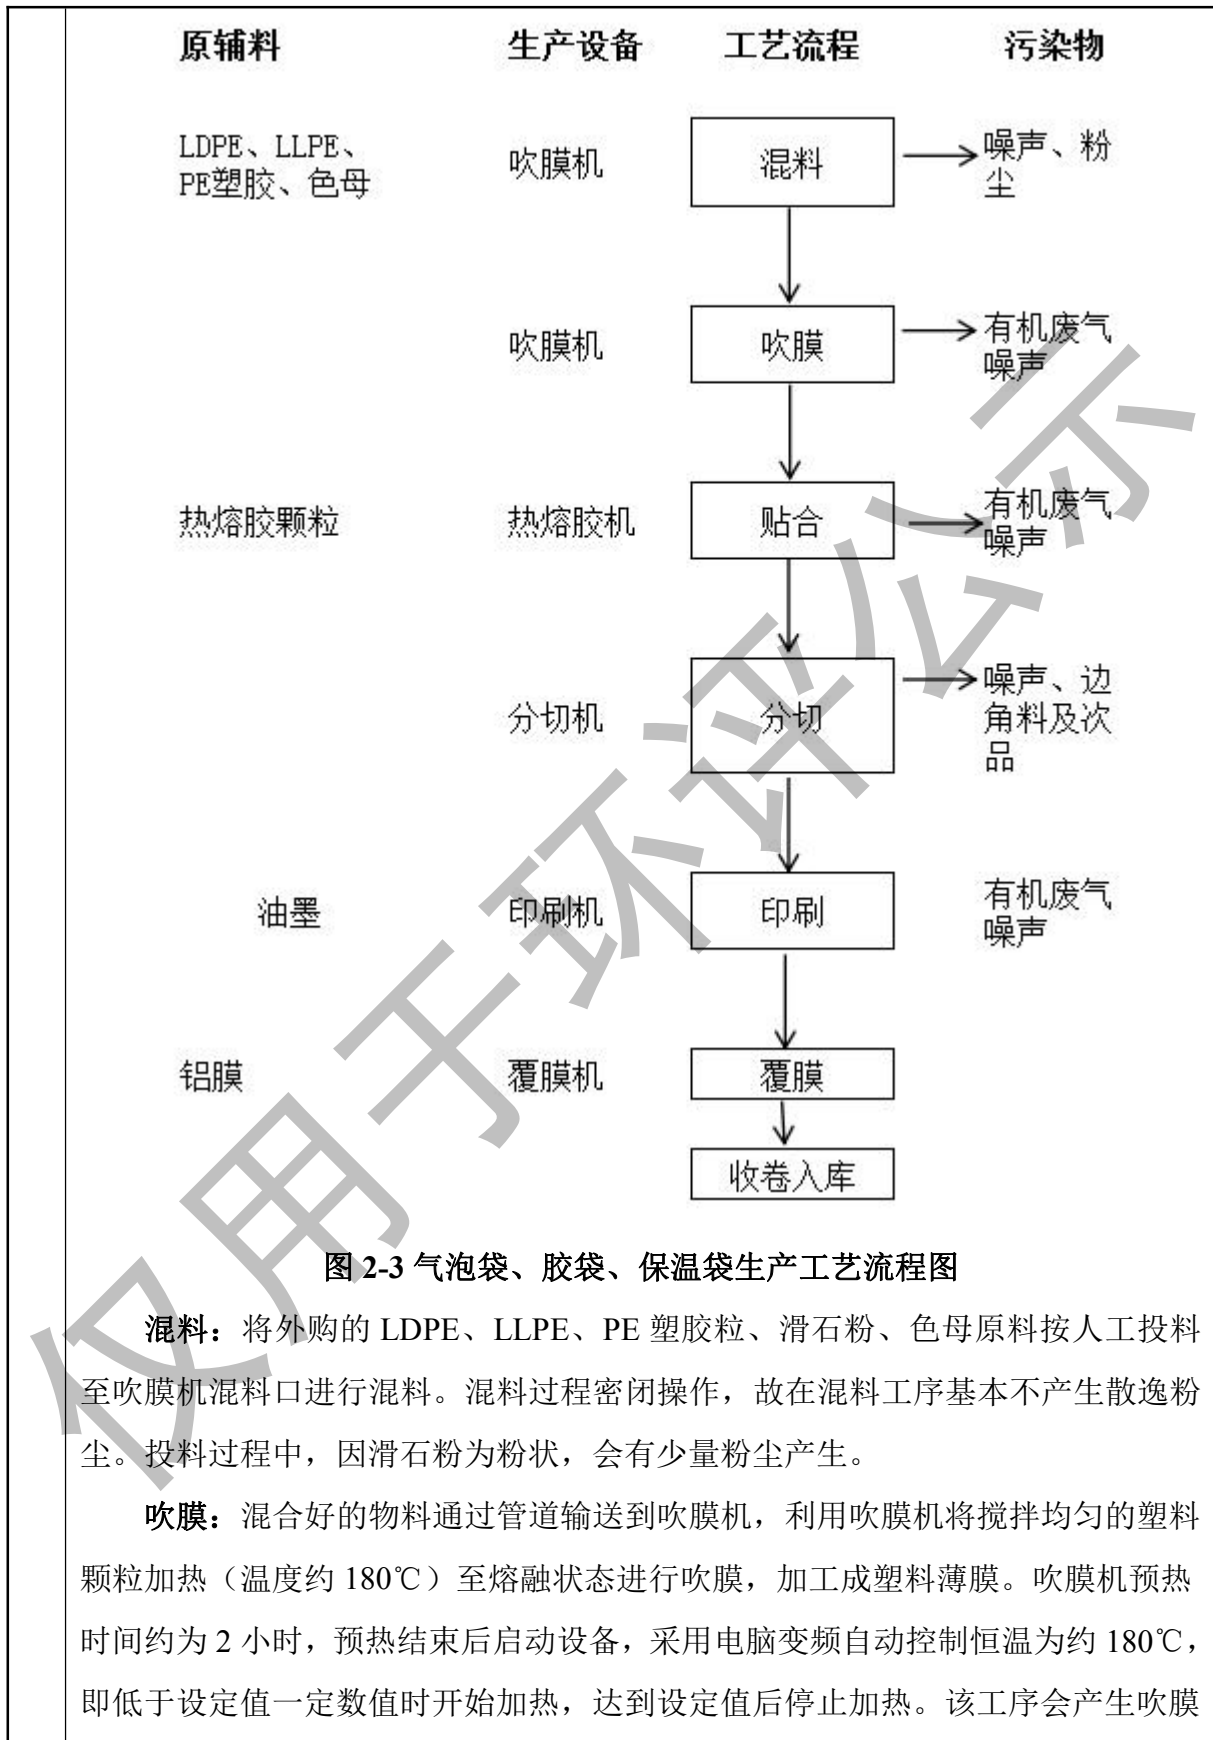 原辅料 生产设备 工艺流程 污染物
LDPE、LLPE、
PE塑胶、色母
吹膜机
混料
噪声、粉
尘
吹膜机
吹膜
有机废气
噪声
热熔胶颗粒
热熔胶机
贴合
有机废气
噪声
分切机
分切
噪声、边
角料及次
品
油墨
印刷机
印刷
有机废气
噪声
铝膜
覆膜机
覆膜
收卷入库
图 2-3 气泡袋、胶袋、保温袋生产工艺流程图
混料：将外购的 LDPE、LLPE、PE 塑胶粒、滑石粉、色母原料按人工投料
至吹膜机混料口进行混料。混料过程密闭操作，故在混料工序基本不产生散逸粉
尘。投料过程中，因滑石粉为粉状，会有少量粉尘产生。
吹膜：混合好的物料通过管道输送到吹膜机，利用吹膜机将搅拌均匀的塑料
颗粒加热（温度约 180℃）至熔融状态进行吹膜，加工成塑料薄膜。吹膜机预热
时间约为 2 小时，预热结束后启动设备，采用电脑变频自动控制恒温为约 180℃，
即低于设定值一定数值时开始加热，达到设定值后停止加热。该工序会产生吹膜
仅用于环评公示